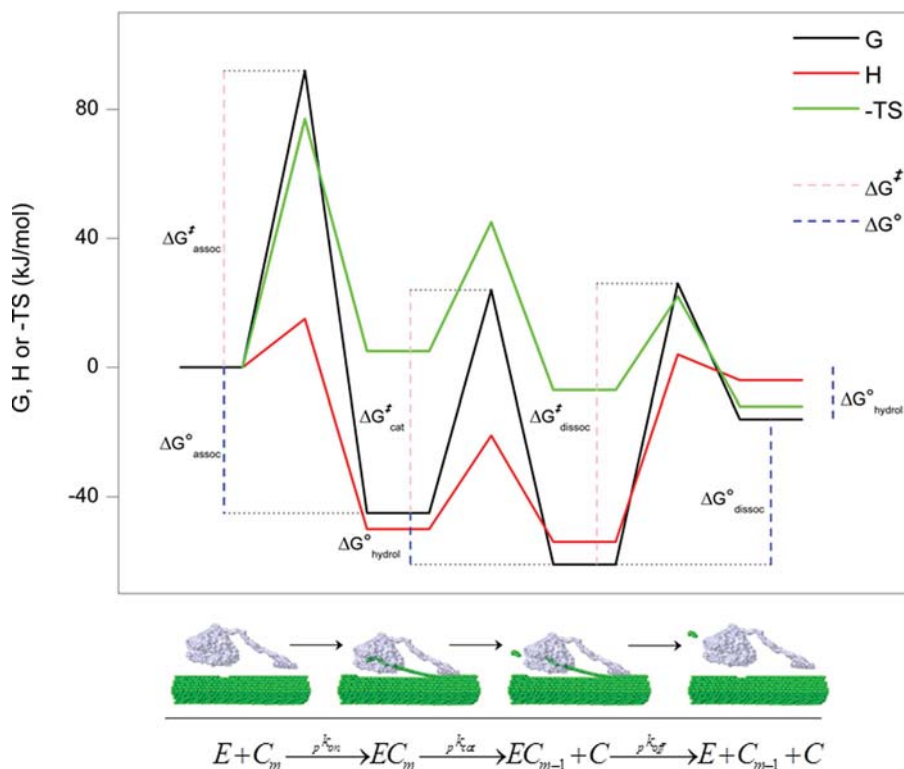 G
H
-TS
ΔG‡
ΔG°
80
40
0
-40
G, H or -TS (kJ/mol)
ΔG‡assoc
ΔG°assoc
ΔG‡cat
ΔG°hydrol
ΔG‡dissoc
ΔG°dissoc
ΔG°hydrol
E + Cm —pkon→ ECm —pkcat→ ECm−1 + C —pkoff→ E + Cm−1 + C